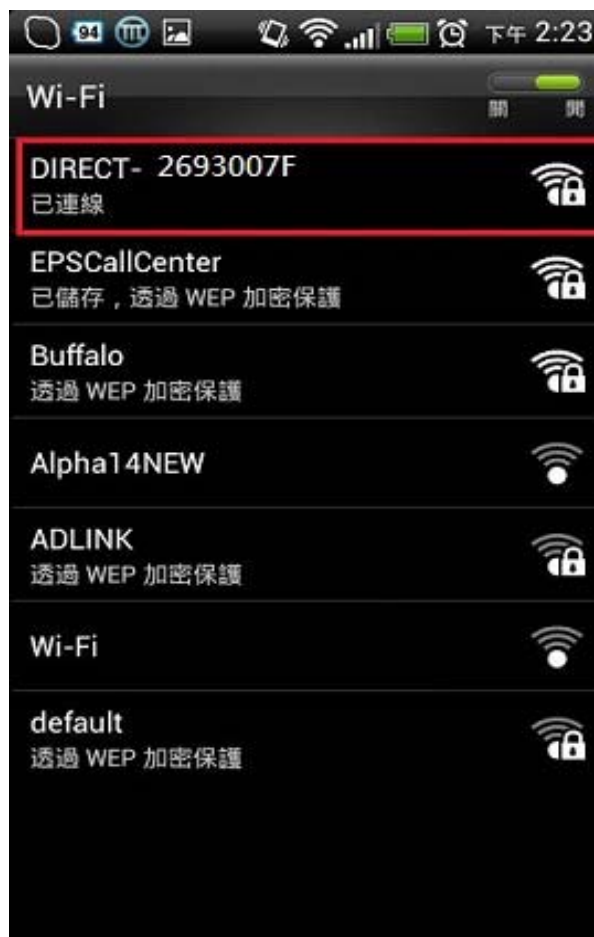 94 下午 2:23
Wi-Fi
關 開
DIRECT- 2693007F
已連線
EPSCallCenter
已儲存，透過 WEP 加密保護
Buffalo
透過 WEP 加密保護
Alpha14NEW
ADLINK
透過 WEP 加密保護
Wi-Fi
default
透過 WEP 加密保護